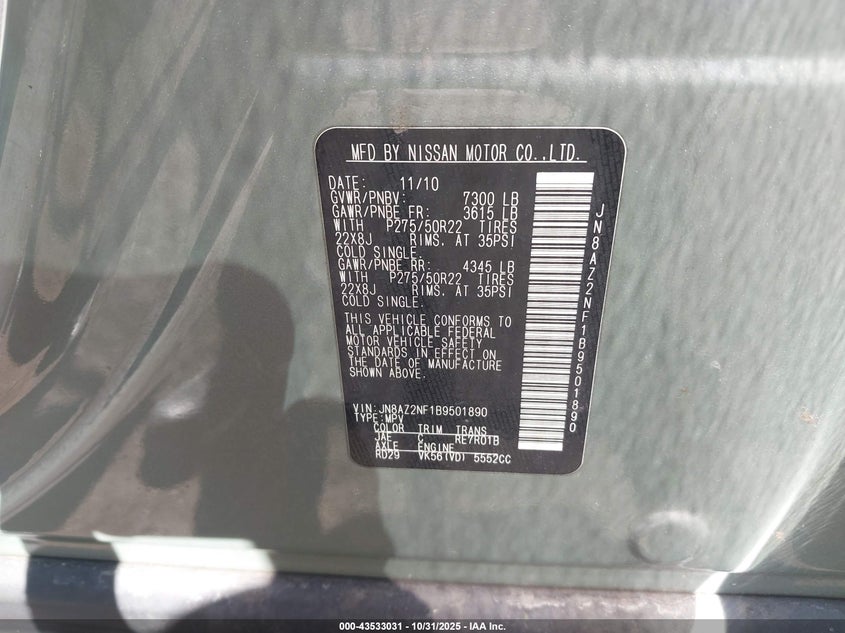 MFD BY NISSAN MOTOR CO.,LTD.
DATE: 11/10
GVWR/PNBV: 7300 LB
GAWR/PNBE FR: 3615 LB
WITH P275/50R22 TIRES
22X8J RIMS. AT 35PSI
COLD SINGLE.
GAWR/PNBE RR: 4345 LB
WITH P275/50R22 TIRES
22X8J RIMS. AT 35PSI
COLD SINGLE.
THIS VEHICLE CONFORMS TO
ALL APPLICABLE FEDERAL
MOTOR VEHICLE SAFETY
STANDARDS IN EFFECT ON
THE DATE OF MANUFACTURE
SHOWN ABOVE.
VIN: JN8AZ2NF1B9501890
TYPE: MPV
COLOR TRIM TRANS
JAE C RE7R01B
AXLE ENGINE
RD29 VK56(VD) 5552CC
JN8AZ2NF1B9501890
000-43533031 - 10/31/2025 - IAA Inc.